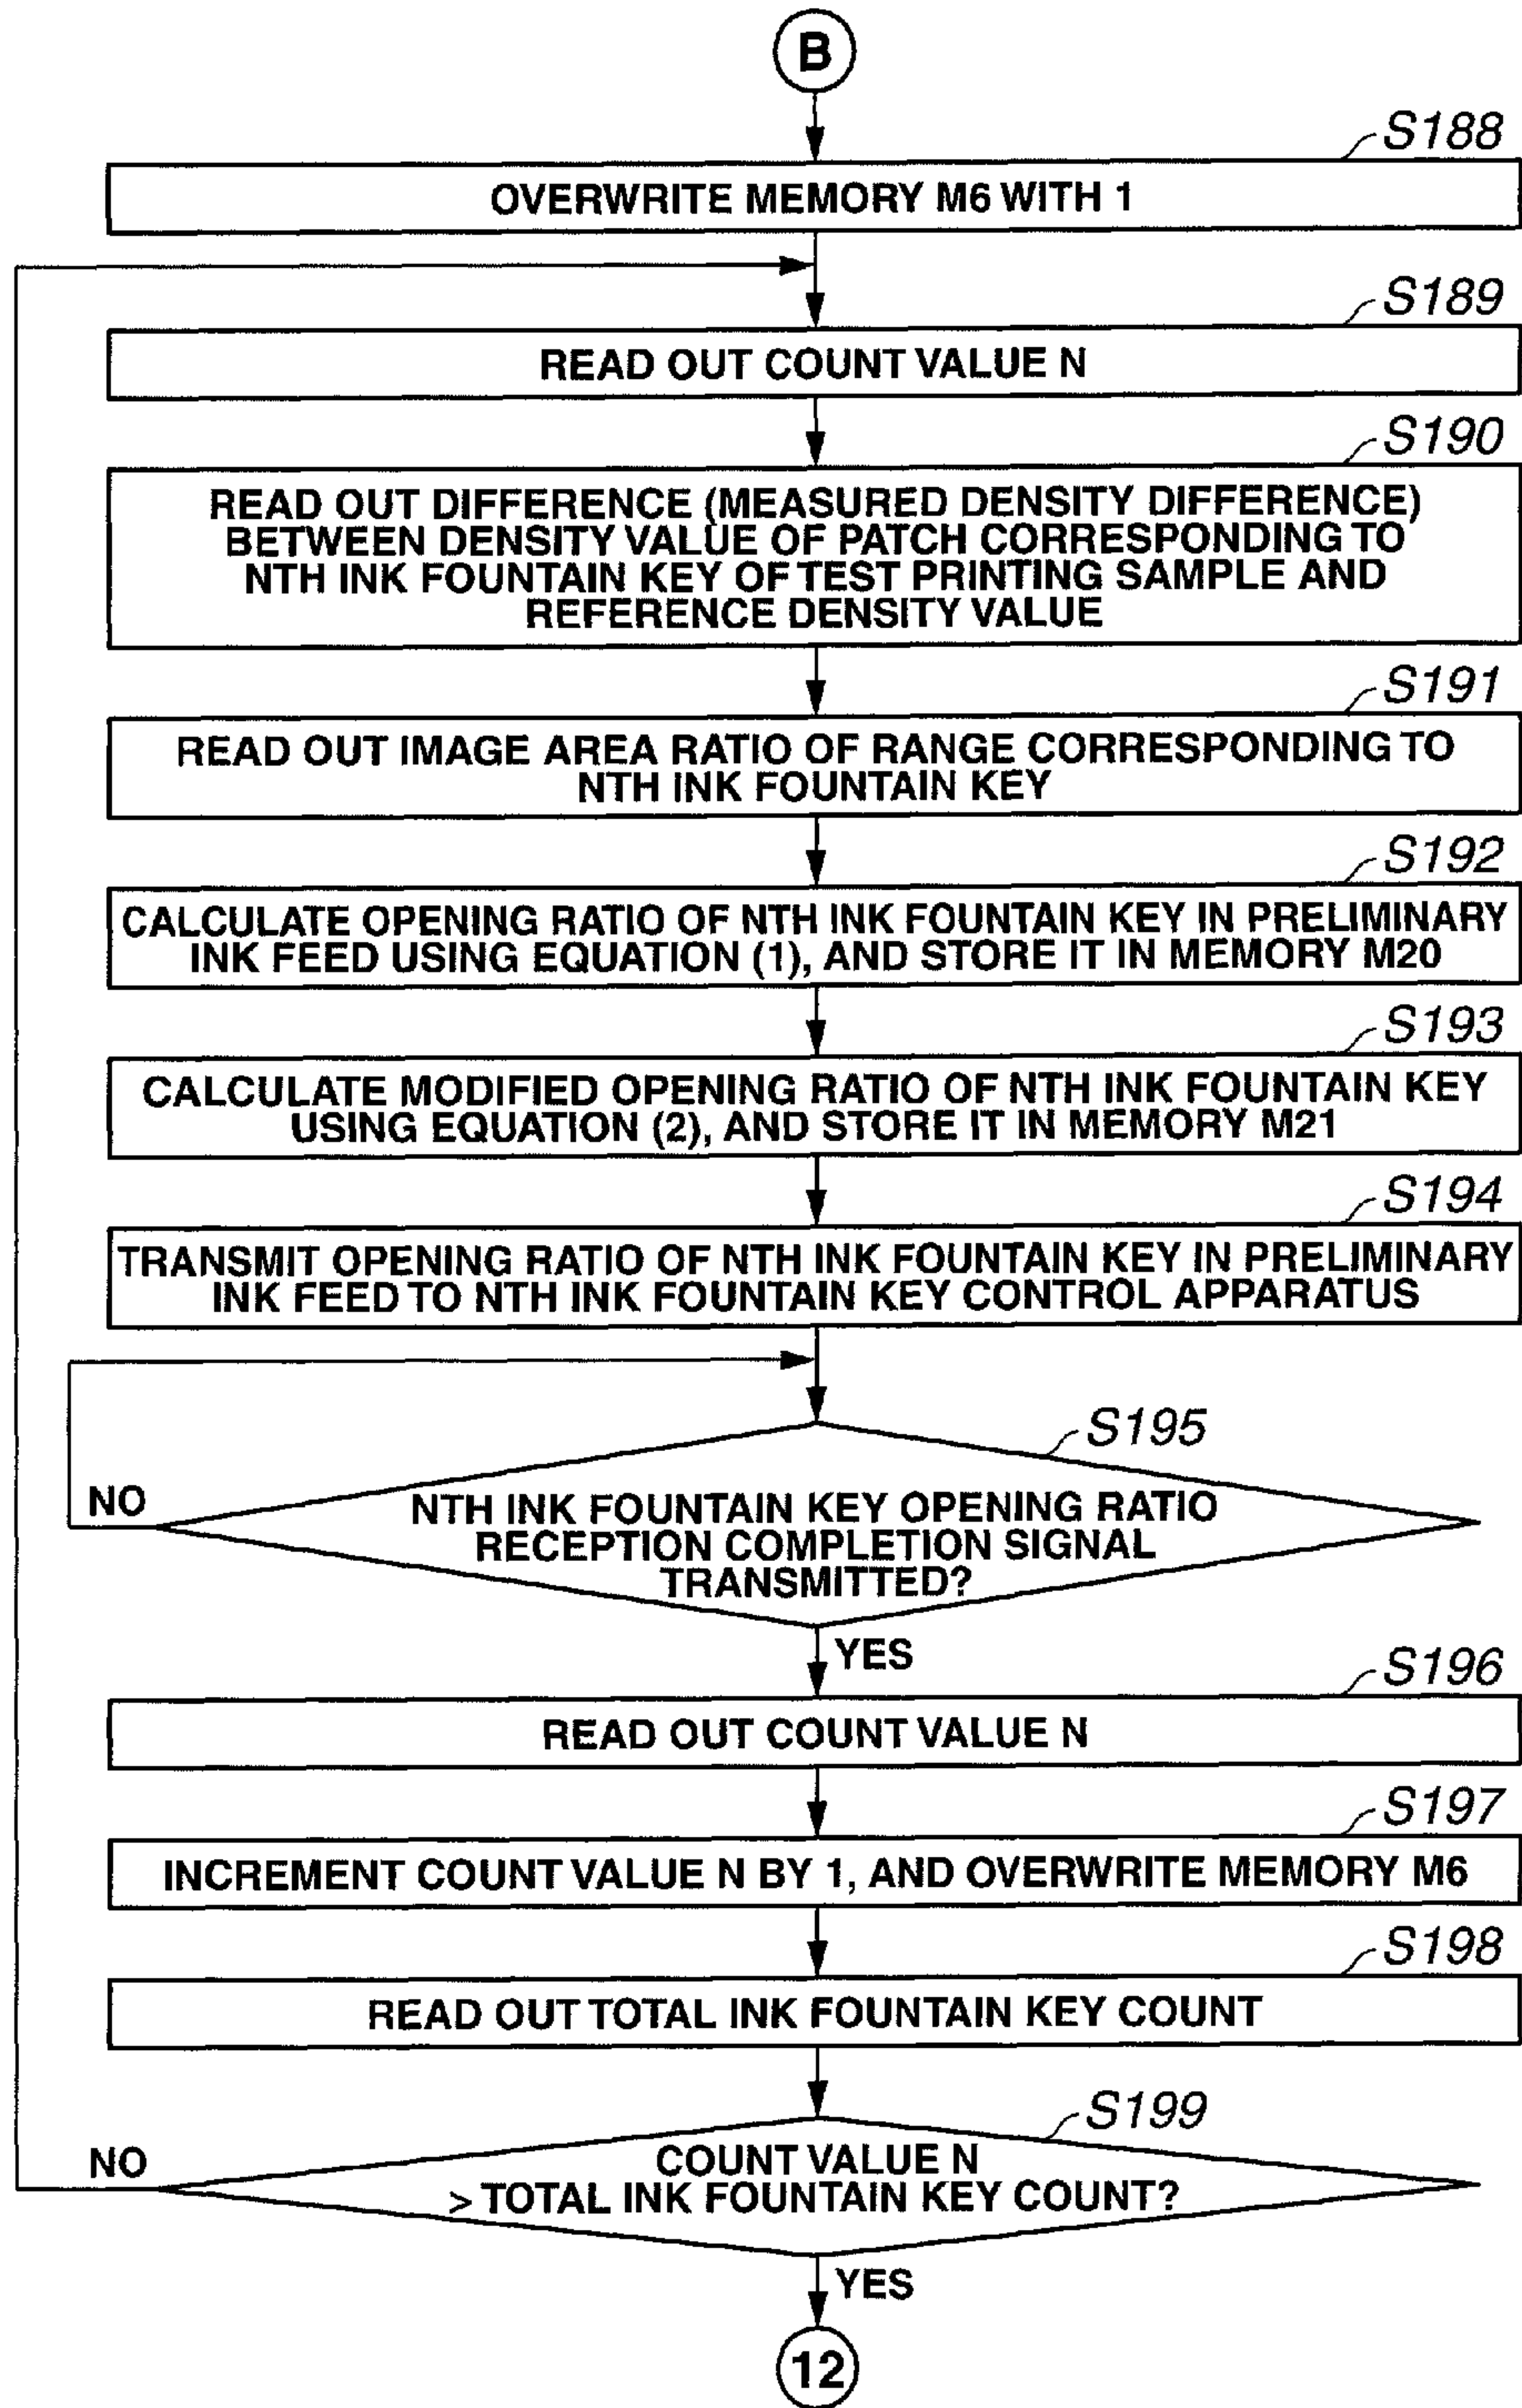 B
S188
OVERWRITE MEMORY M6 WITH 1
S189
READ OUT COUNT VALUE N
S190
READ OUT DIFFERENCE (MEASURED DENSITY DIFFERENCE)
BETWEEN DENSITY VALUE OF PATCH CORRESPONDING TO
NTH INK FOUNTAIN KEY OF TEST PRINTING SAMPLE AND
REFERENCE DENSITY VALUE
S191
READ OUT IMAGE AREA RATIO OF RANGE CORRESPONDING TO
NTH INK FOUNTAIN KEY
S192
CALCULATE OPENING RATIO OF NTH INK FOUNTAIN KEY IN PRELIMINARY
INK FEED USING EQUATION (1), AND STORE IT IN MEMORY M20
S193
CALCULATE MODIFIED OPENING RATIO OF NTH INK FOUNTAIN KEY
USING EQUATION (2), AND STORE IT IN MEMORY M21
S194
TRANSMIT OPENING RATIO OF NTH INK FOUNTAIN KEY IN PRELIMINARY
INK FEED TO NTH INK FOUNTAIN KEY CONTROL APPARATUS
S195
NO
NTH INK FOUNTAIN KEY OPENING RATIO
RECEPTION COMPLETION SIGNAL
TRANSMITTED?
YES
S196
READ OUT COUNT VALUE N
S197
INCREMENT COUNT VALUE N BY 1, AND OVERWRITE MEMORY M6
S198
READ OUT TOTAL INK FOUNTAIN KEY COUNT
S199
NO
COUNT VALUE N
> TOTAL INK FOUNTAIN KEY COUNT?
YES
12